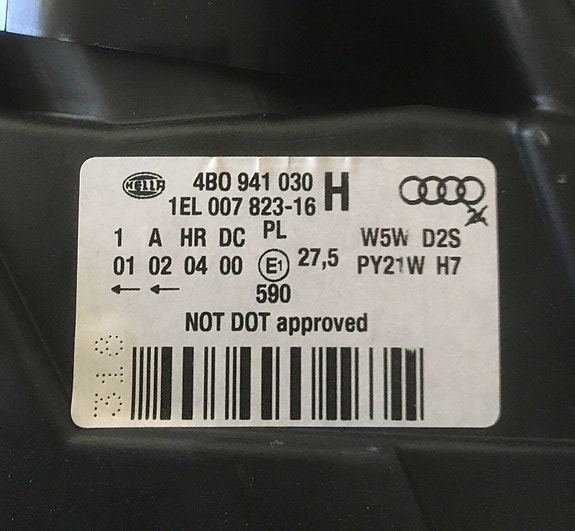 HELLA 4B0 941 030 H
1EL 007 823-16
1 A HR DC PL W5W D2S
01 02 04 00 E1 27,5 PY21W H7
590
NOT DOT approved